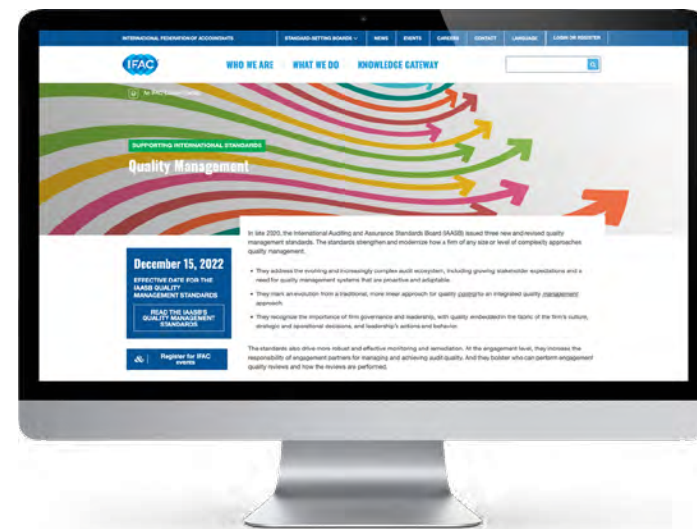 INTERNATIONAL FEDERATION OF ACCOUNTANTS
STANDARD-SETTING BOARDS
NEWS
EVENTS
CAREERS
CONTACT
LANGUAGE
LOGIN OR REGISTER
IFAC
WHO WE ARE
WHAT WE DO
KNOWLEDGE GATEWAY
SUPPORTING INTERNATIONAL STANDARDS
Quality Management
In late 2020, the International Auditing and Assurance Standards Board (IAASB) issued three new and revised quality
management standards. The standards strengthen and modernize how a firm of any size or level of complexity approaches
quality management.
• They address the evolving and increasingly complex audit ecosystem, including growing stakeholder expectations and a
need for quality management systems that are proactive and adaptable.
• They mark an evolution from a traditional, more linear approach for quality control to an integrated quality management
approach.
• They recognize the importance of firm governance and leadership, with quality embedded in the fabric of the firm's culture,
strategic and operational decisions, and leadership's actions and behavior.
The standards also drive more robust and effective monitoring and remediation. At the engagement level, they increase the
responsibility of engagement partners for managing and achieving audit quality. And they bolster who can perform engagement
quality reviews and how the reviews are performed.
December 15, 2022
EFFECTIVE DATE FOR THE
IAASB QUALITY
MANAGEMENT STANDARDS
READ THE IAASB'S
QUALITY MANAGEMENT
STANDARDS
Register for IFAC
events